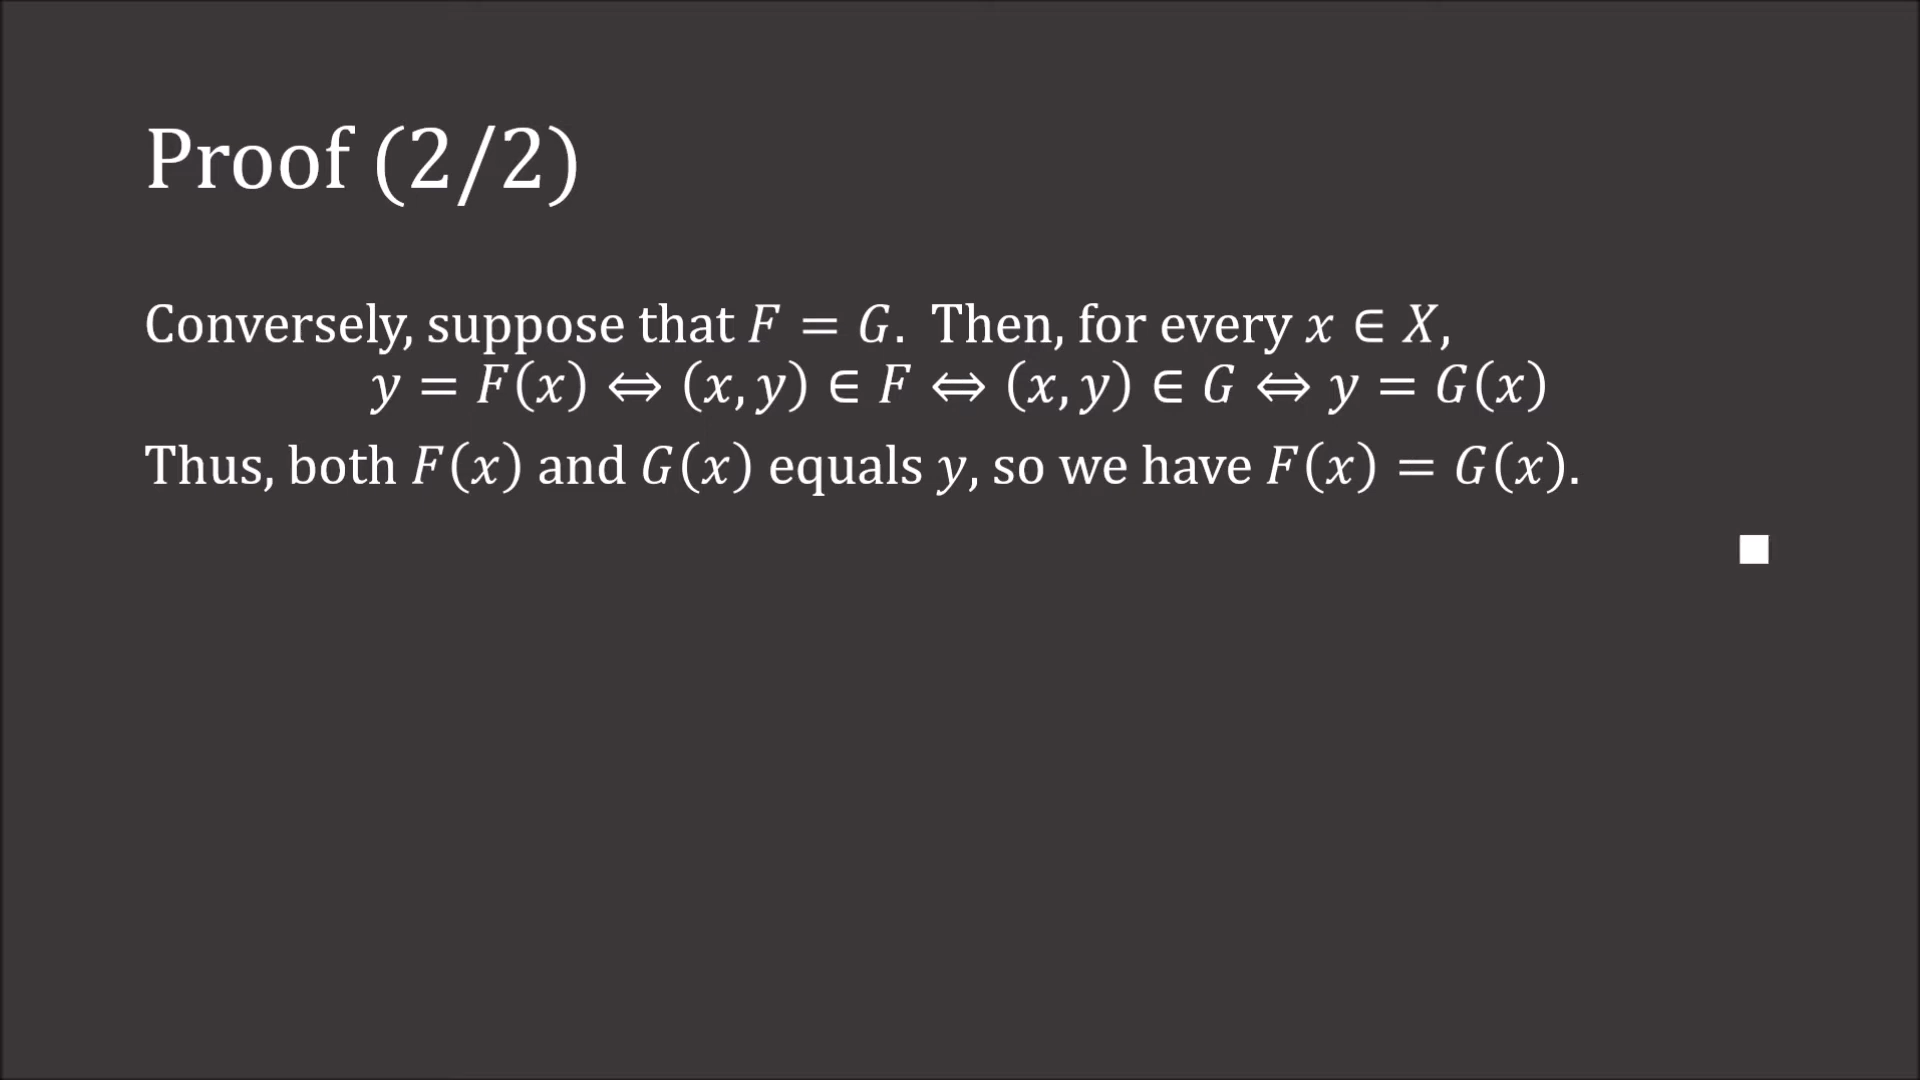 Proof (2/2)
Conversely, suppose that F = G. Then, for every x ∈ X,
y = F(x) ⇔ (x, y) ∈ F ⇔ (x, y) ∈ G ⇔ y = G(x)
Thus, both F(x) and G(x) equals y, so we have F(x) = G(x).
■